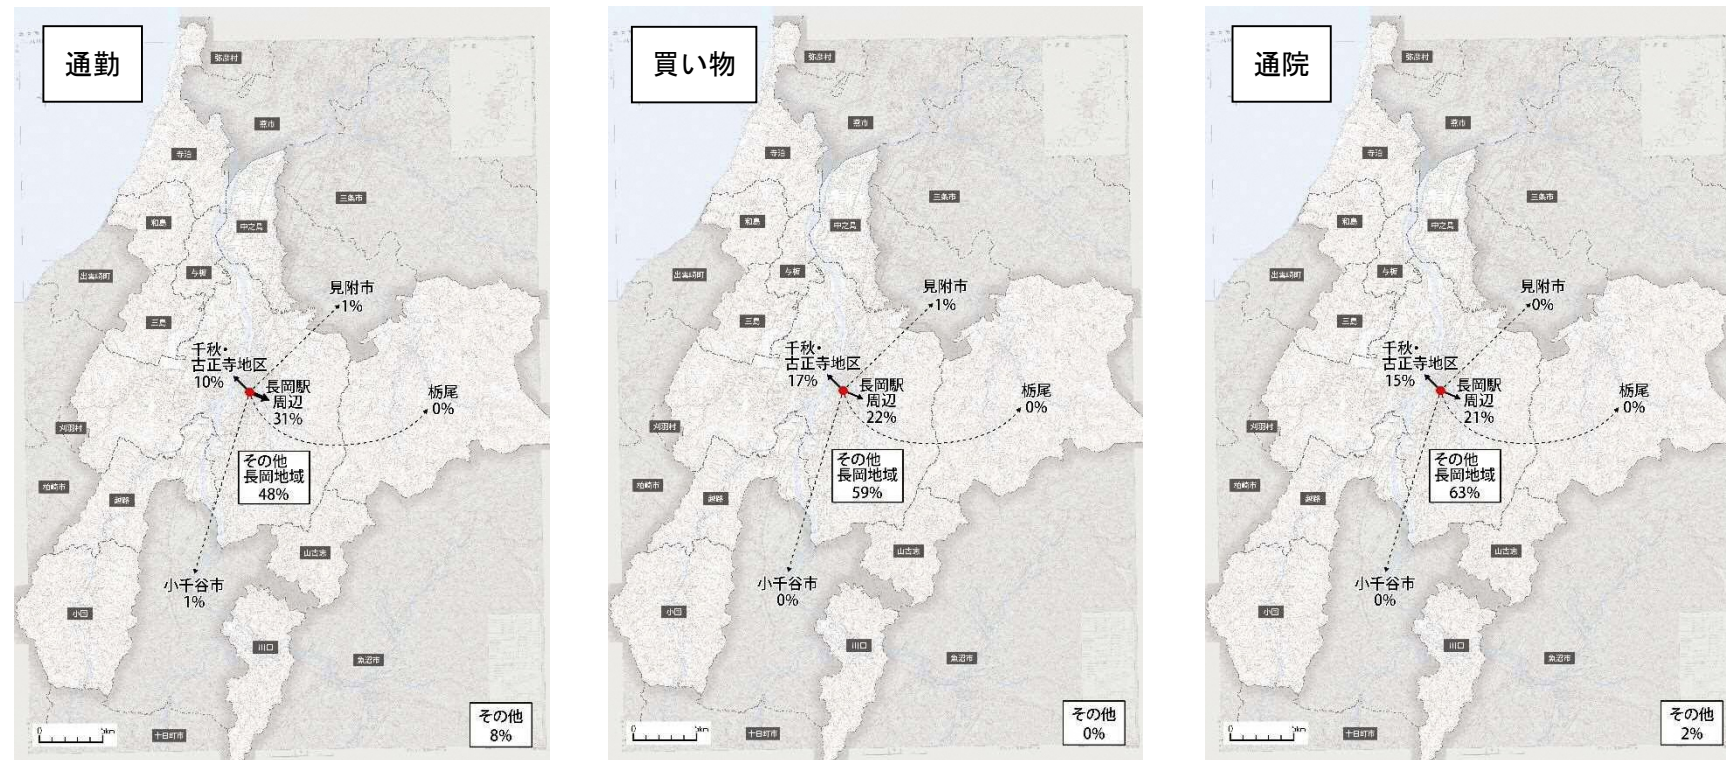 通勤
弥彦村
燕市
寺泊
三条市
和島
中之島
出雲崎町
与板
見附市
1%
三島
千秋・
古正寺地区
10%
長岡駅
周辺
31%
栃尾
0%
刈羽村
その他
長岡地域
48%
柏崎市
越路
山古志
小千谷市
1%
小国
川口
魚沼市
十日町市
0
5km
その他
8%
買い物
弥彦村
燕市
寺泊
三条市
和島
中之島
出雲崎町
与板
見附市
1%
三島
千秋・
古正寺地区
17%
長岡駅
周辺
22%
栃尾
0%
刈羽村
その他
長岡地域
59%
柏崎市
越路
山古志
小千谷市
0%
小国
川口
魚沼市
十日町市
0
5km
その他
0%
通院
弥彦村
燕市
寺泊
三条市
和島
中之島
出雲崎町
与板
見附市
0%
三島
千秋・
古正寺地区
15%
長岡駅
周辺
21%
栃尾
0%
刈羽村
その他
長岡地域
63%
柏崎市
越路
山古志
小千谷市
0%
小国
川口
魚沼市
十日町市
0
5km
その他
2%